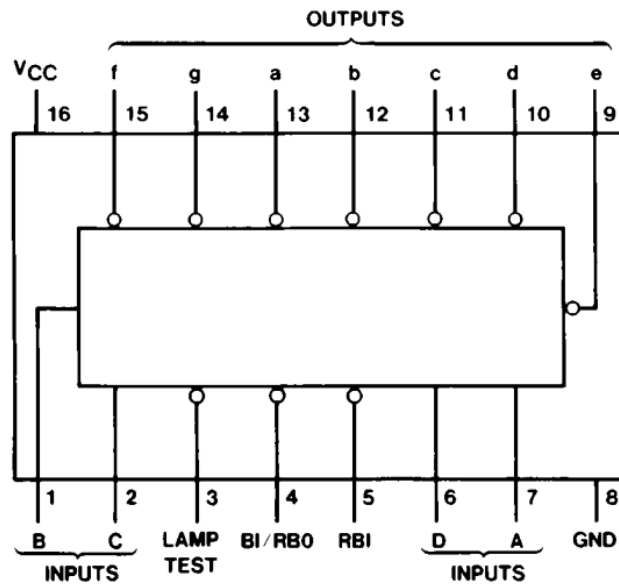 OUTPUTS
VCC f g a b c d e
16 15 14 13 12 11 10 9
1 2 3 4 5 6 7 8
B C LAMP TEST BI/RBO RBI D A GND
INPUTS INPUTS